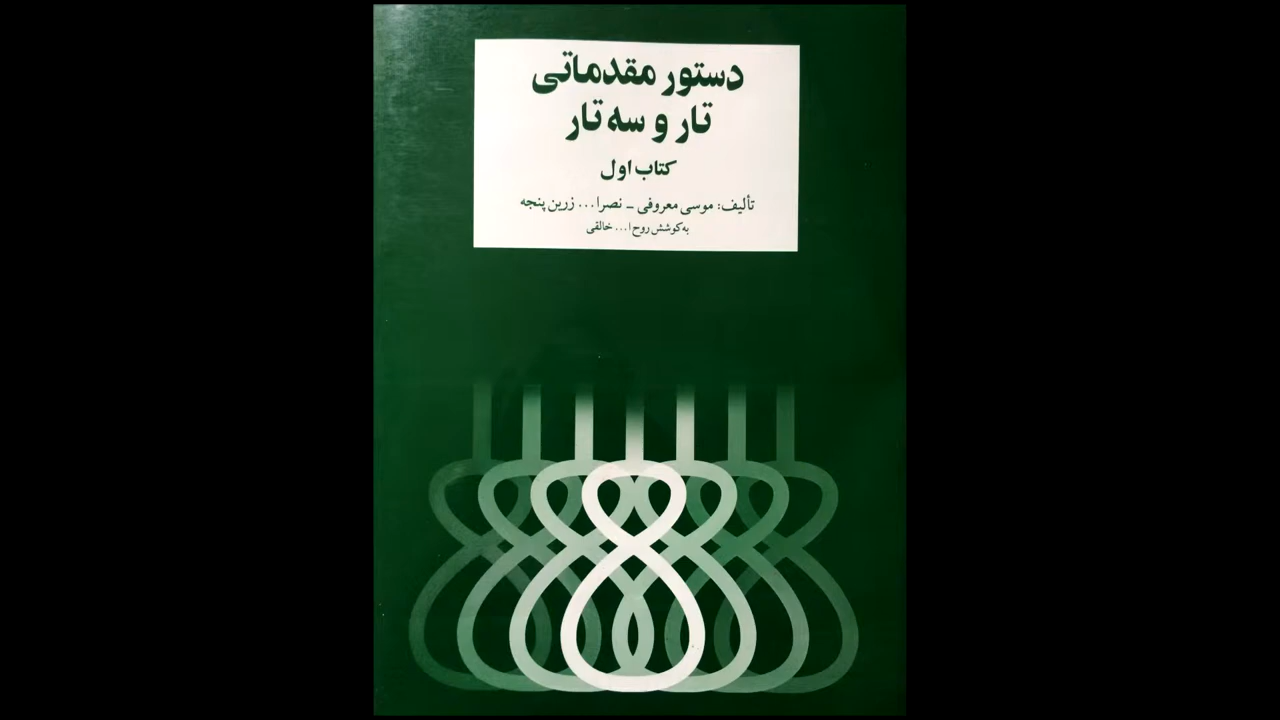 دستور مقدماتی
تار و سه تار
کتاب اول
تألیف: موسی معروفی ـ نصرا... زرین پنجه
به کوشش روح ا... خالقی